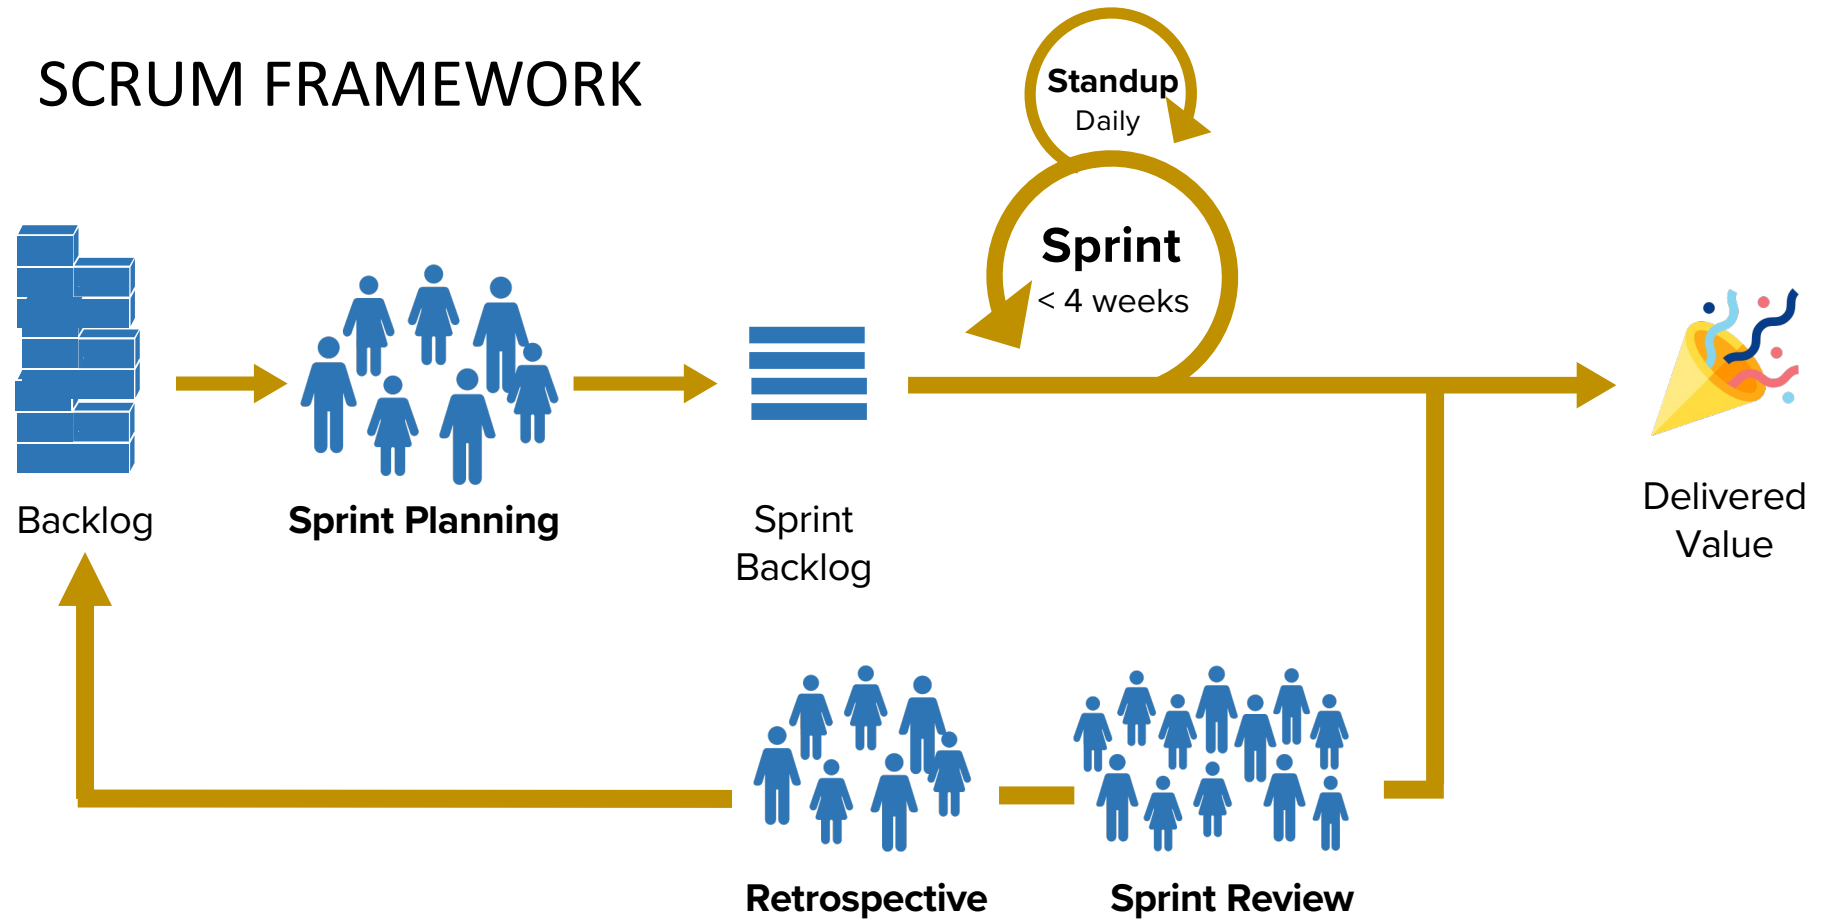 SCRUM FRAMEWORK
Standup
Daily
Sprint
< 4 weeks
Backlog
Sprint Planning
Sprint
Backlog
Delivered
Value
Retrospective
Sprint Review